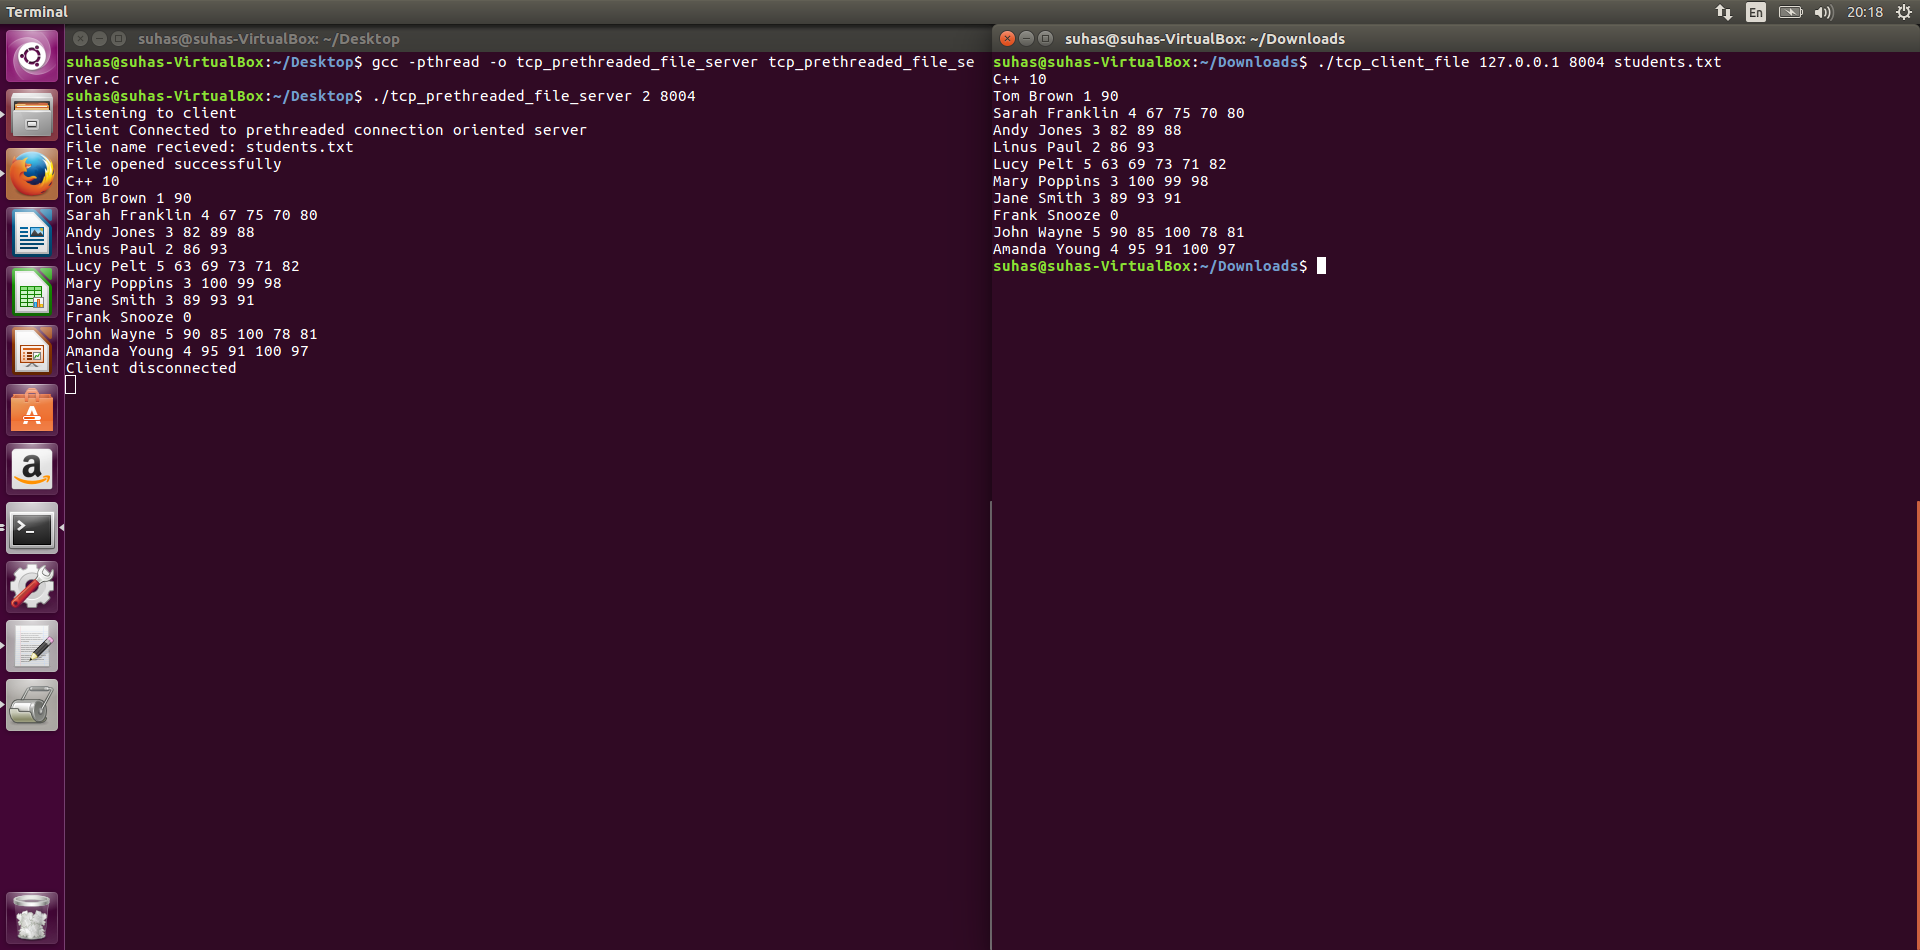 Terminal
En
20:18
suhas@suhas-VirtualBox: ~/Desktop
suhas@suhas-VirtualBox:~/Desktop$ gcc -pthread -o tcp_prethreaded_file_server tcp_prethreaded_file_se
rver.c
suhas@suhas-VirtualBox:~/Desktop$ ./tcp_prethreaded_file_server 2 8004
Listening to client
Client Connected to prethreaded connection oriented server
File name recieved: students.txt
File opened successfully
C++ 10
Tom Brown 1 90
Sarah Franklin 4 67 75 70 80
Andy Jones 3 82 89 88
Linus Paul 2 86 93
Lucy Pelt 5 63 69 73 71 82
Mary Poppins 3 100 99 98
Jane Smith 3 89 93 91
Frank Snooze 0
John Wayne 5 90 85 100 78 81
Amanda Young 4 95 91 100 97
Client disconnected
suhas@suhas-VirtualBox: ~/Downloads
suhas@suhas-VirtualBox:~/Downloads$ ./tcp_client_file 127.0.0.1 8004 students.txt
C++ 10
Tom Brown 1 90
Sarah Franklin 4 67 75 70 80
Andy Jones 3 82 89 88
Linus Paul 2 86 93
Lucy Pelt 5 63 69 73 71 82
Mary Poppins 3 100 99 98
Jane Smith 3 89 93 91
Frank Snooze 0
John Wayne 5 90 85 100 78 81
Amanda Young 4 95 91 100 97
suhas@suhas-VirtualBox:~/Downloads$